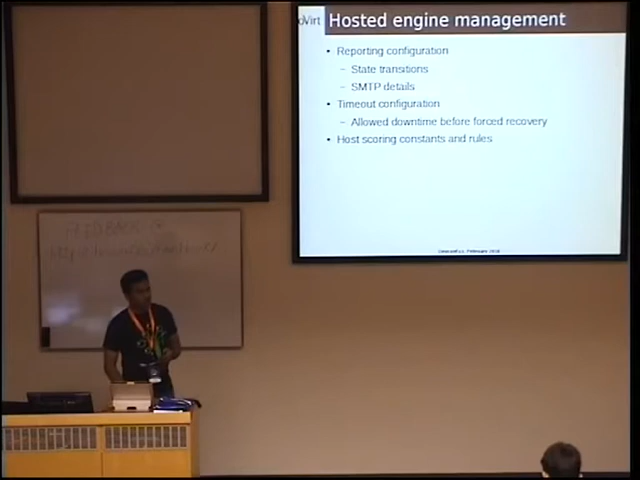 oVirt
Hosted engine management
• Reporting configuration
– State transitions
– SMTP details
• Timeout configuration
– Allowed downtime before forced recovery
• Host scoring constants and rules
FEEDBACK